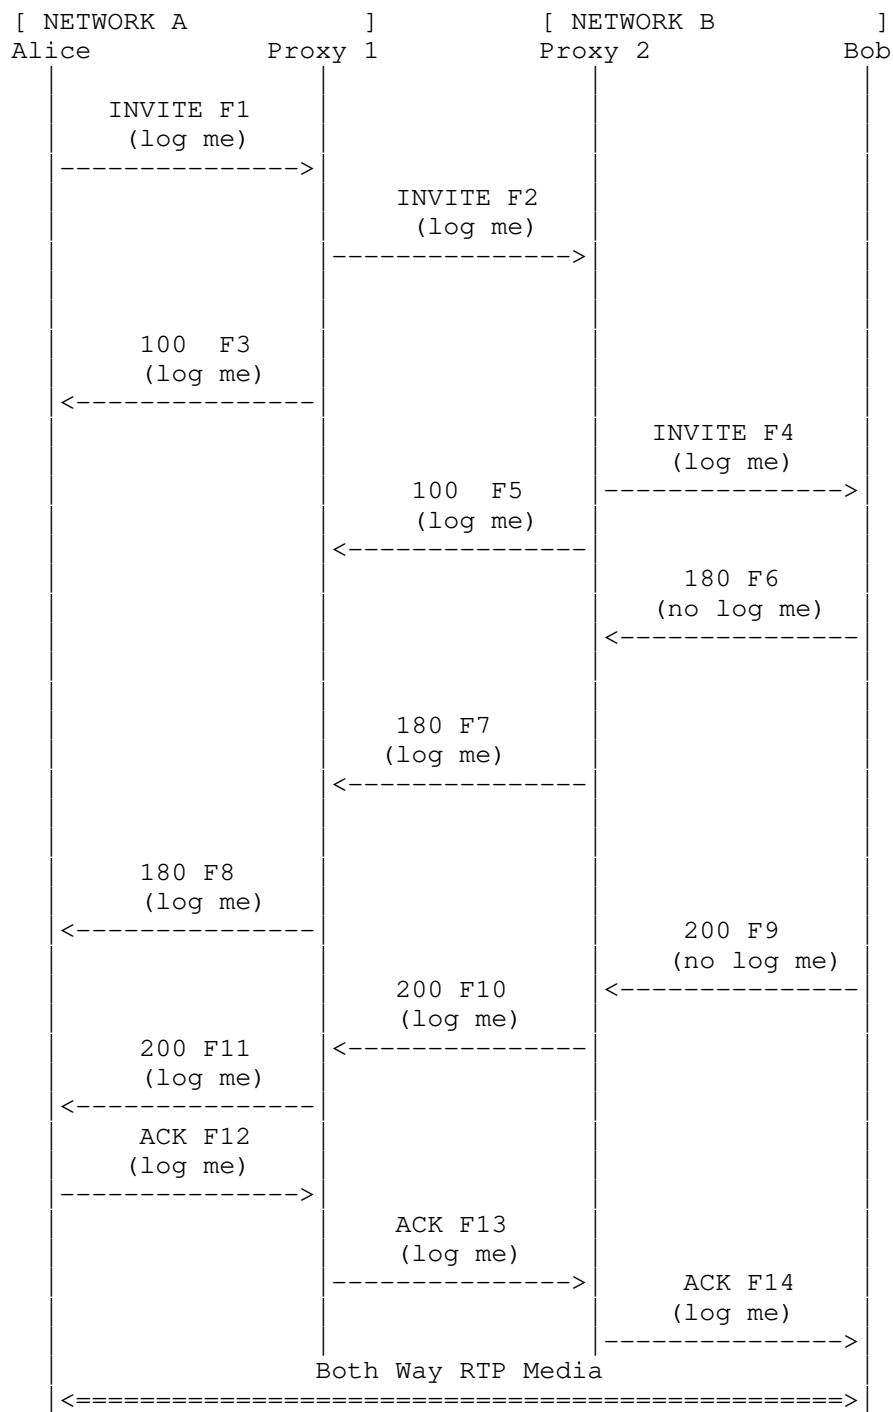 [ NETWORK A ] [ NETWORK B ]
Alice Proxy 1 Proxy 2 Bob
INVITE F1
(log me)
INVITE F2
(log me)
100 F3
(log me)
INVITE F4
(log me)
100 F5
(log me)
180 F6
(no log me)
180 F7
(log me)
180 F8
(log me)
200 F9
(no log me)
200 F10
(log me)
200 F11
(log me)
ACK F12
(log me)
ACK F13
(log me)
ACK F14
(log me)
Both Way RTP Media